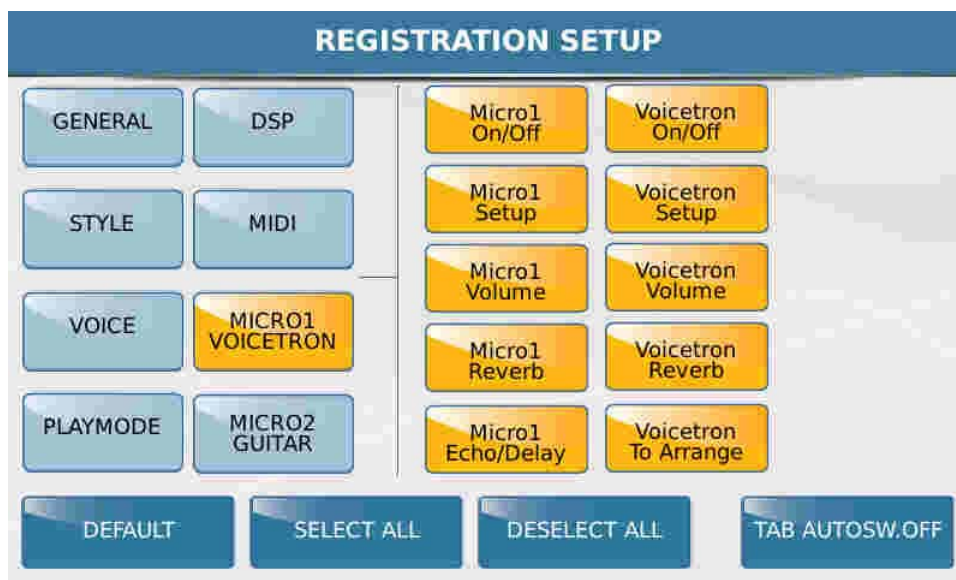 REGISTRATION SETUP
GENERAL
DSP
STYLE
MIDI
VOICE
MICRO1
VOICETRON
PLAYMODE
MICRO2
GUITAR
Micro1
On/Off
Voicetron
On/Off
Micro1
Setup
Voicetron
Setup
Micro1
Volume
Voicetron
Volume
Micro1
Reverb
Voicetron
Reverb
Micro1
Echo/Delay
Voicetron
To Arrange
DEFAULT
SELECT ALL
DESELECT ALL
TAB AUTOSW.OFF